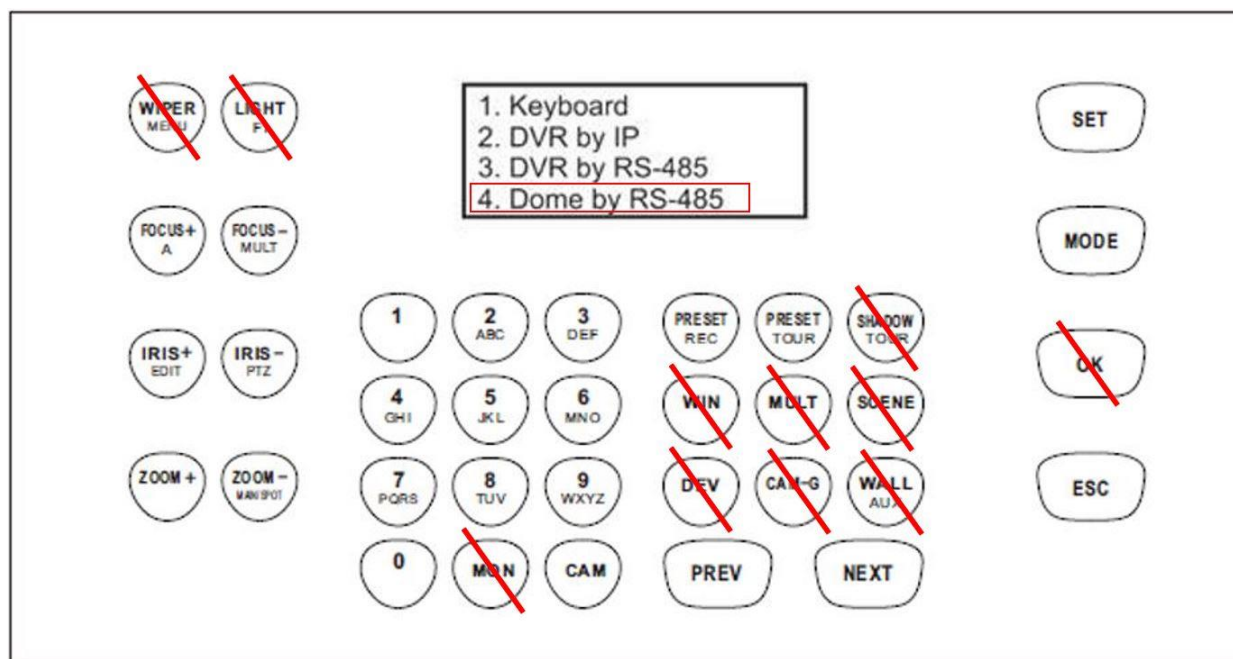 WIPER
MENU
LIGHT
1. Keyboard
2. DVR by IP
3. DVR by RS-485
4. Dome by RS-485
SET
FOCUS+
A
FOCUS-
MULT
MODE
1
2
ABC
3
DEF
PRESET
REC
PRESET
TOUR
SHADOW
TOUR
IRIS+
EDIT
IRIS-
PTZ
OK
4
GHI
5
JKL
6
MNO
WIN
MULT
SCENE
ZOOM+
ZOOM-
MAN/SPOT
7
PQRS
8
TUV
9
WXYZ
DEV
CAM-G
WALL
AUX
ESC
0
MON
CAM
PREV
NEXT